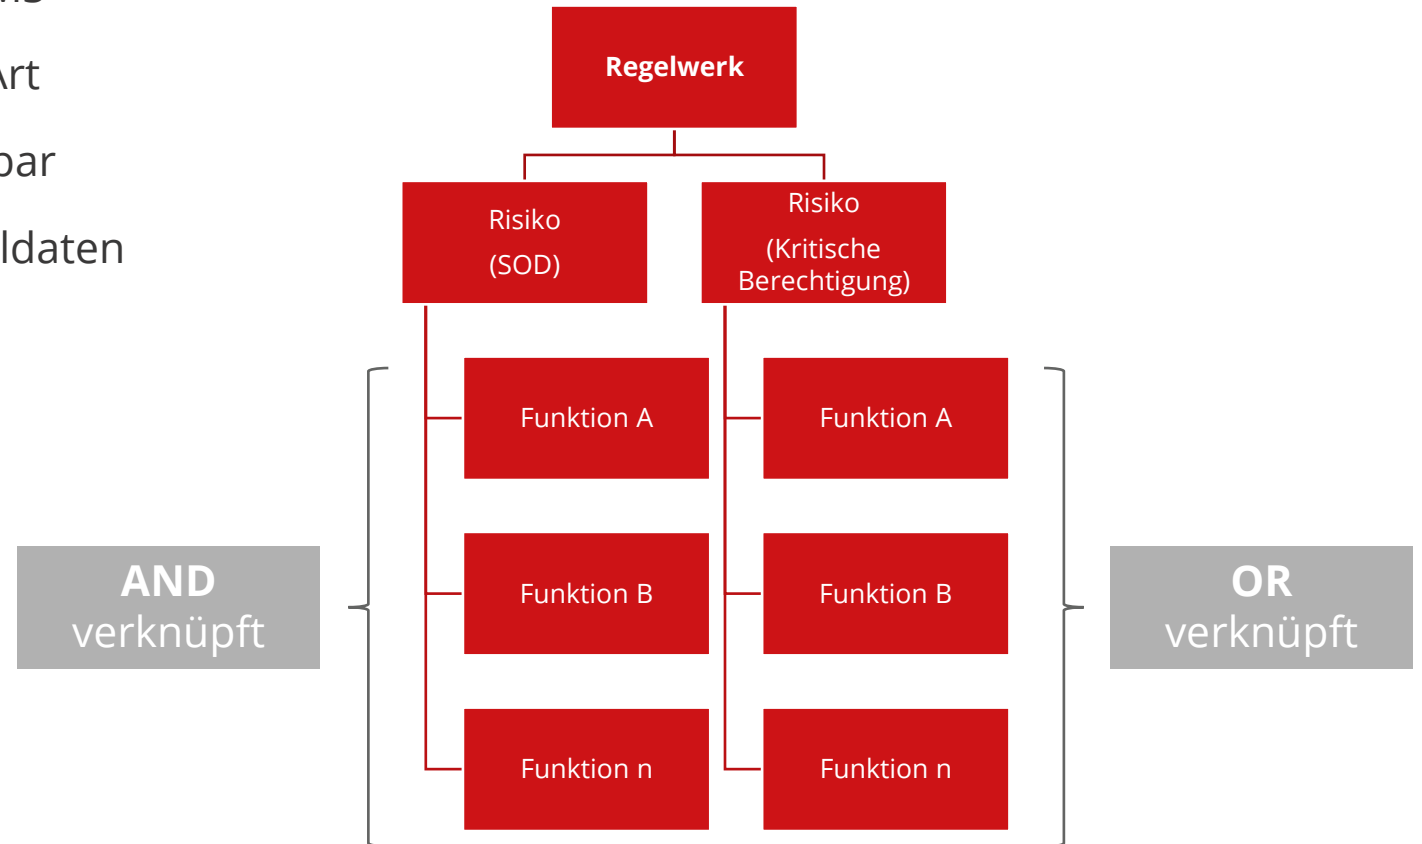 Art
bar
ldaten
Regelwerk
Risiko
(SOD)
Risiko
(Kritische
Berechtigung)
Funktion A
Funktion A
Funktion B
Funktion B
Funktion n
Funktion n
AND
verknüpft
OR
verknüpft